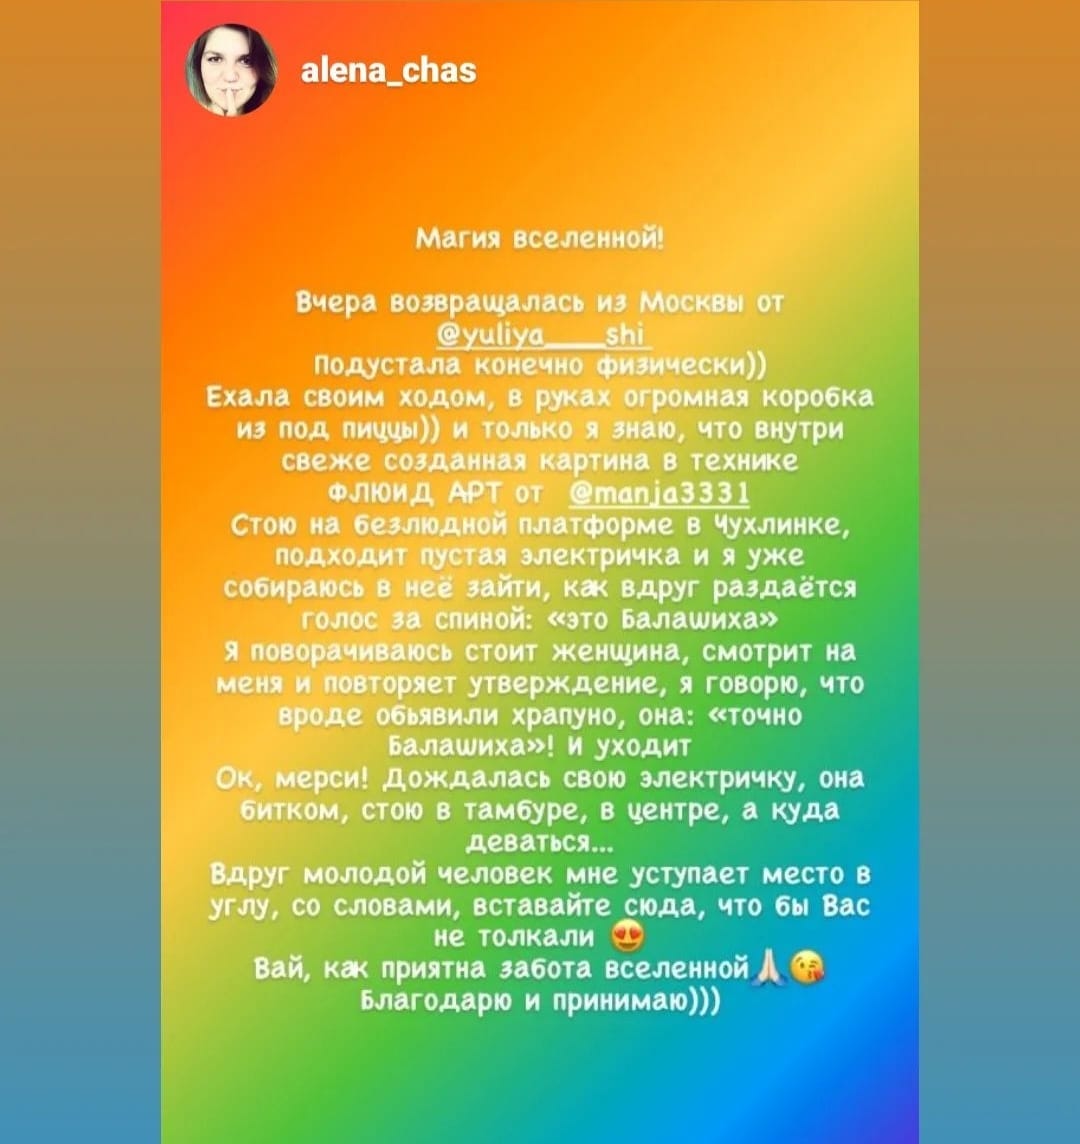 alena_chas
Магия вселенной!
Вчера возвращалась из Москвы от
@yuliya____shi
Подустала конечно физически))
Ехала своим ходом, в руках огромная коробка
из под пиццы)) и только я знаю, что внутри
свеже созданная картина в технике
ФЛЮИД АРТ от @manja3331
Стою на безлюдной платформе в Чухлинке,
подходит пустая электричка и я уже
собираюсь в неё зайти, как вдруг раздаётся
голос за спиной: «это Балашиха»
Я поворачиваюсь стоит женщина, смотрит на
меня и повторяет утверждение, я говорю, что
вроде обьявили храпуно, она: «точно
Балашиха»! И уходит
Ок, мерси! Дождалась свою электричку, она
битком, стою в тамбуре, в центре, а куда
деваться...
Вдруг молодой человек мне уступает место в
углу, со словами, вставайте сюда, что бы Вас
не толкали 😍
Вай, как приятна забота вселенной🙏🏻😘
Благодарю и принимаю)))